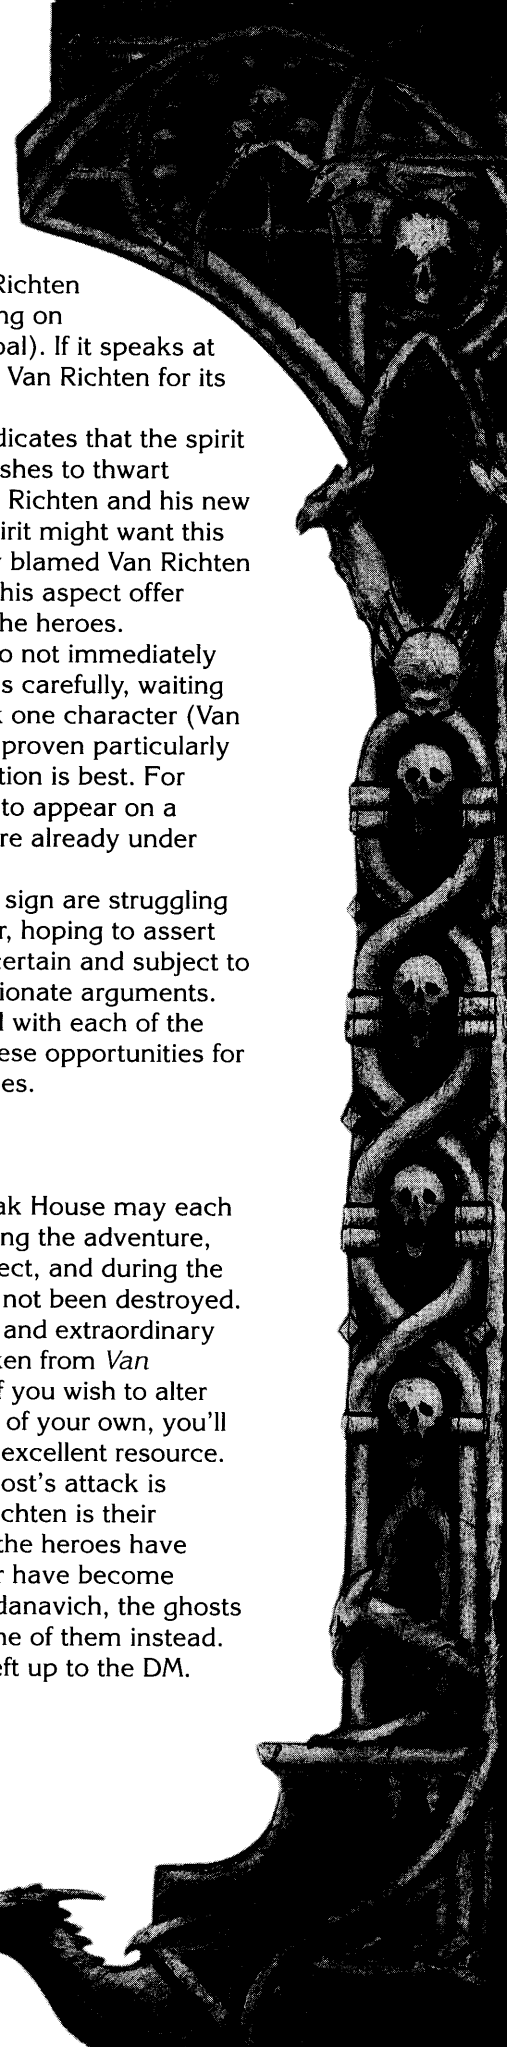 Richten
ng on
oal). If it speaks at
Van Richten for its
dicates that the spirit
shes to thwart
Richten and his new
irit might want this
blamed Van Richten
his aspect offer
he heroes.
o not immediately
s carefully, waiting
k one character (Van
proven particularly
tion is best. For
to appear on a
re already under
sign are struggling
r, hoping to assert
certain and subject to
ionate arguments.
d with each of the
ese opportunities for
es.
ak House may each
ing the adventure,
ect, and during the
not been destroyed.
and extraordinary
ken from Van
f you wish to alter
of your own, you'll
excellent resource.
ost's attack is
chten is their
the heroes have
r have become
danavich, the ghosts
ne of them instead.
eft up to the DM.